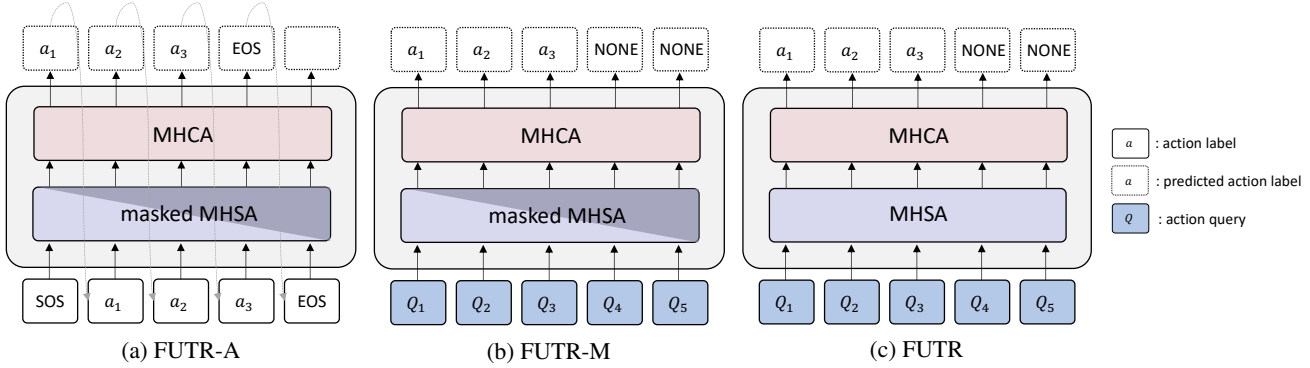 a₁ a₂ a₃ EOS
MHCA
masked MHSA
SOS a₁ a₂ a₃ EOS
(a) FUTR-A
a₁ a₂ a₃ NONE NONE
MHCA
masked MHSA
Q₁ Q₂ Q₃ Q₄ Q₅
(b) FUTR-M
a₁ a₂ a₃ NONE NONE
MHCA
MHSA
Q₁ Q₂ Q₃ Q₄ Q₅
(c) FUTR
a : action label
a : predicted action label
Q : action query